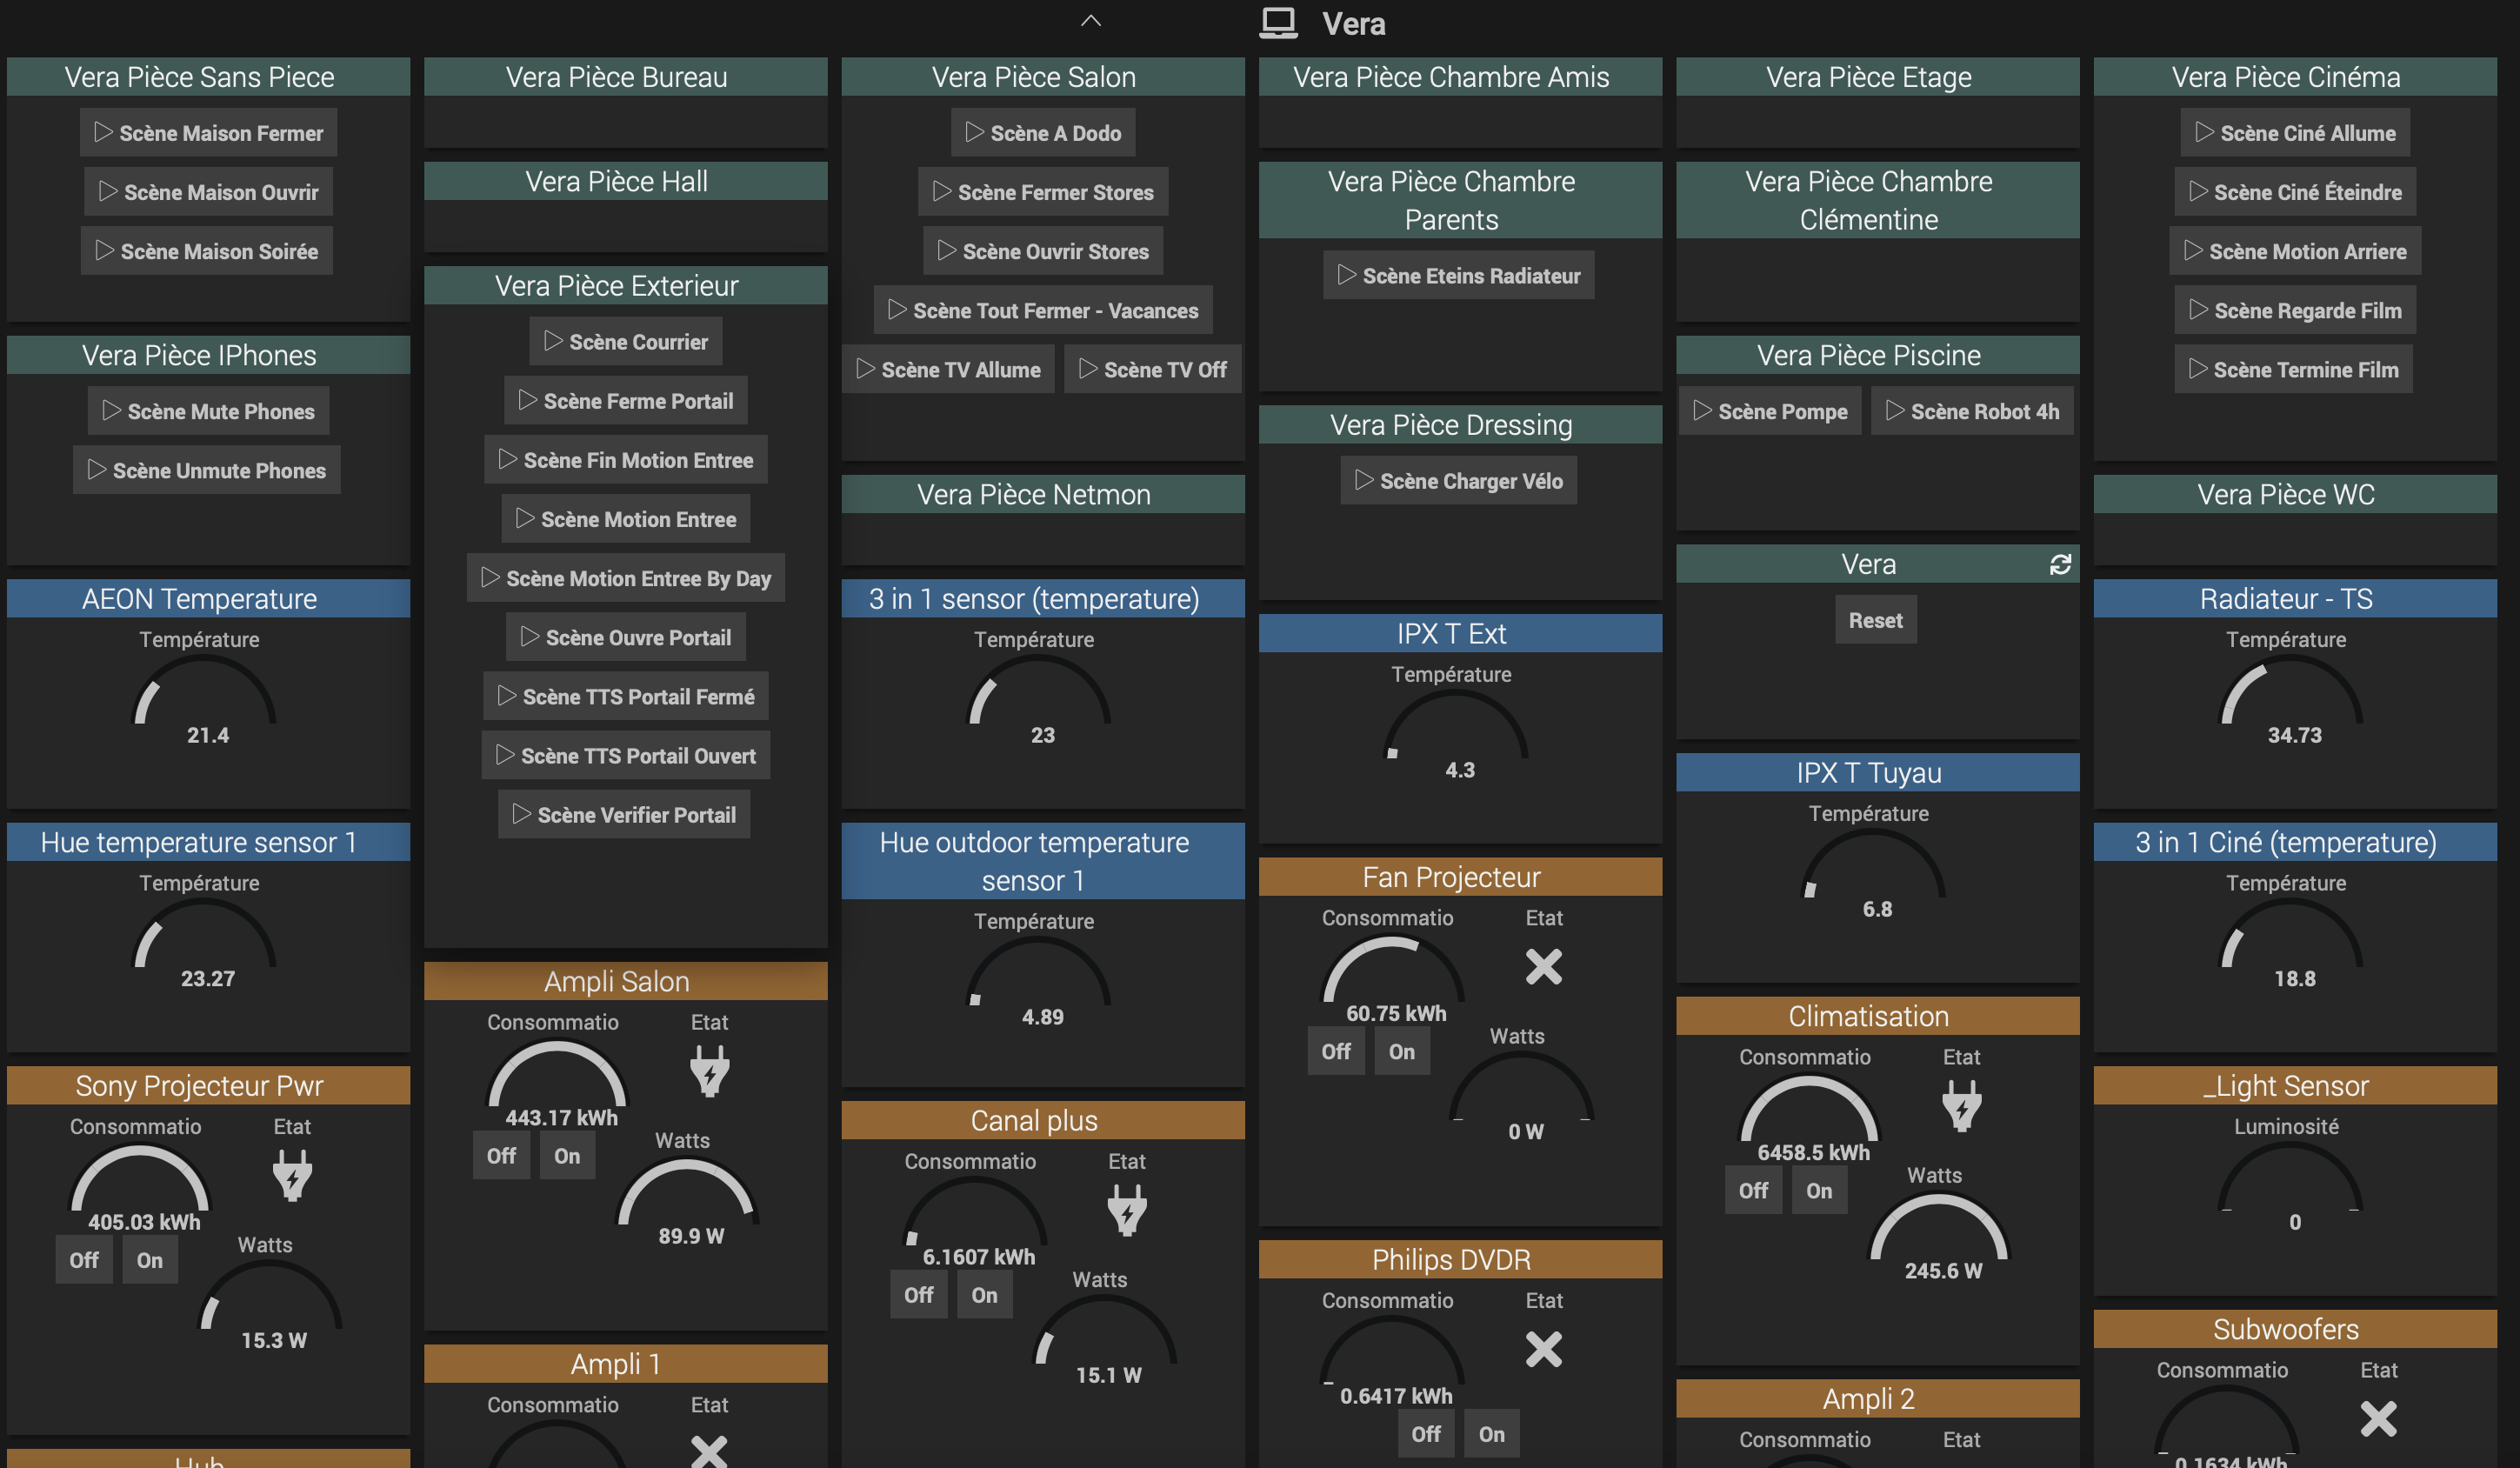 Vera
Vera Pièce Sans Piece
Scène Maison Fermer
Scène Maison Ouvrir
Scène Maison Soirée
Vera Pièce IPhones
Scène Mute Phones
Scène Unmute Phones
AEON Temperature
Température
21.4
Hue temperature sensor 1
Température
23.27
Sony Projecteur Pwr
Consommatio
Etat
405.03 kWh
Off
On
Watts
15.3 W
Hub
Vera Pièce Bureau
Vera Pièce Hall
Vera Pièce Exterieur
Scène Courrier
Scène Ferme Portail
Scène Fin Motion Entree
Scène Motion Entree
Scène Motion Entree By Day
Scène Ouvre Portail
Scène TTS Portail Fermé
Scène TTS Portail Ouvert
Scène Verifier Portail
Ampli Salon
Consommatio
Etat
443.17 kWh
Off
On
Watts
89.9 W
Ampli 1
Consommatio
Etat
Vera Pièce Salon
Scène A Dodo
Scène Fermer Stores
Scène Ouvrir Stores
Scène Tout Fermer - Vacances
Scène TV Allume
Scène TV Off
Vera Pièce Netmon
3 in 1 sensor (temperature)
Température
23
Hue outdoor temperature
sensor 1
Température
4.89
Canal plus
Consommatio
Etat
6.1607 kWh
Off
On
Watts
15.1 W
Vera Pièce Chambre Amis
Vera Pièce Chambre
Parents
Scène Eteins Radiateur
Vera Pièce Dressing
Scène Charger Vélo
IPX T Ext
Température
4.3
Fan Projecteur
Consommatio
Etat
60.75 kWh
Off
On
Watts
0 W
Philips DVDR
Consommatio
Etat
0.6417 kWh
Off
On
Vera Pièce Etage
Vera Pièce Chambre
Clémentine
Vera Pièce Piscine
Scène Pompe
Scène Robot 4h
Vera
Reset
IPX T Tuyau
Température
6.8
Climatisation
Consommatio
Etat
6458.5 kWh
Off
On
Watts
245.6 W
Ampli 2
Consommatio
Etat
Vera Pièce Cinéma
Scène Ciné Allume
Scène Ciné Éteindre
Scène Motion Arriere
Scène Regarde Film
Scène Termine Film
Vera Pièce WC
Radiateur - TS
Température
34.73
3 in 1 Ciné (temperature)
Température
18.8
_Light Sensor
Luminosité
0
Subwoofers
Consommatio
Etat
0.1634 kWh